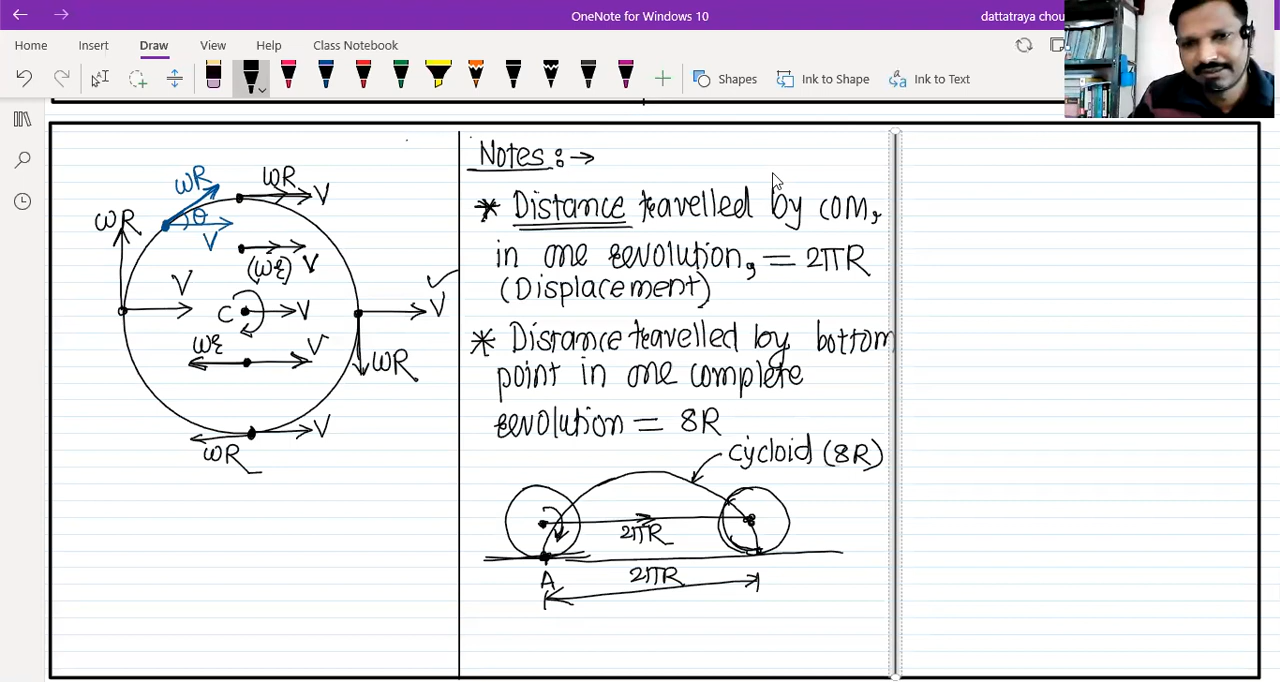 OneNote for Windows 10
dattatraya chou
Home
Insert
Draw
View
Help
Class Notebook
Shapes
Ink to Shape
Ink to Text
ωR
θ
V
ωR
V
ωR
V
(ωr)
V
C
V
V
ωR
ωr
V
V
ωR
Notes :→
* Distance travelled by COM,
in one revolution, = 2πR
(Displacement)
* Distance travelled by bottom
point in one complete
revolution = 8R
cycloid (8R)
2πR
A
2πR